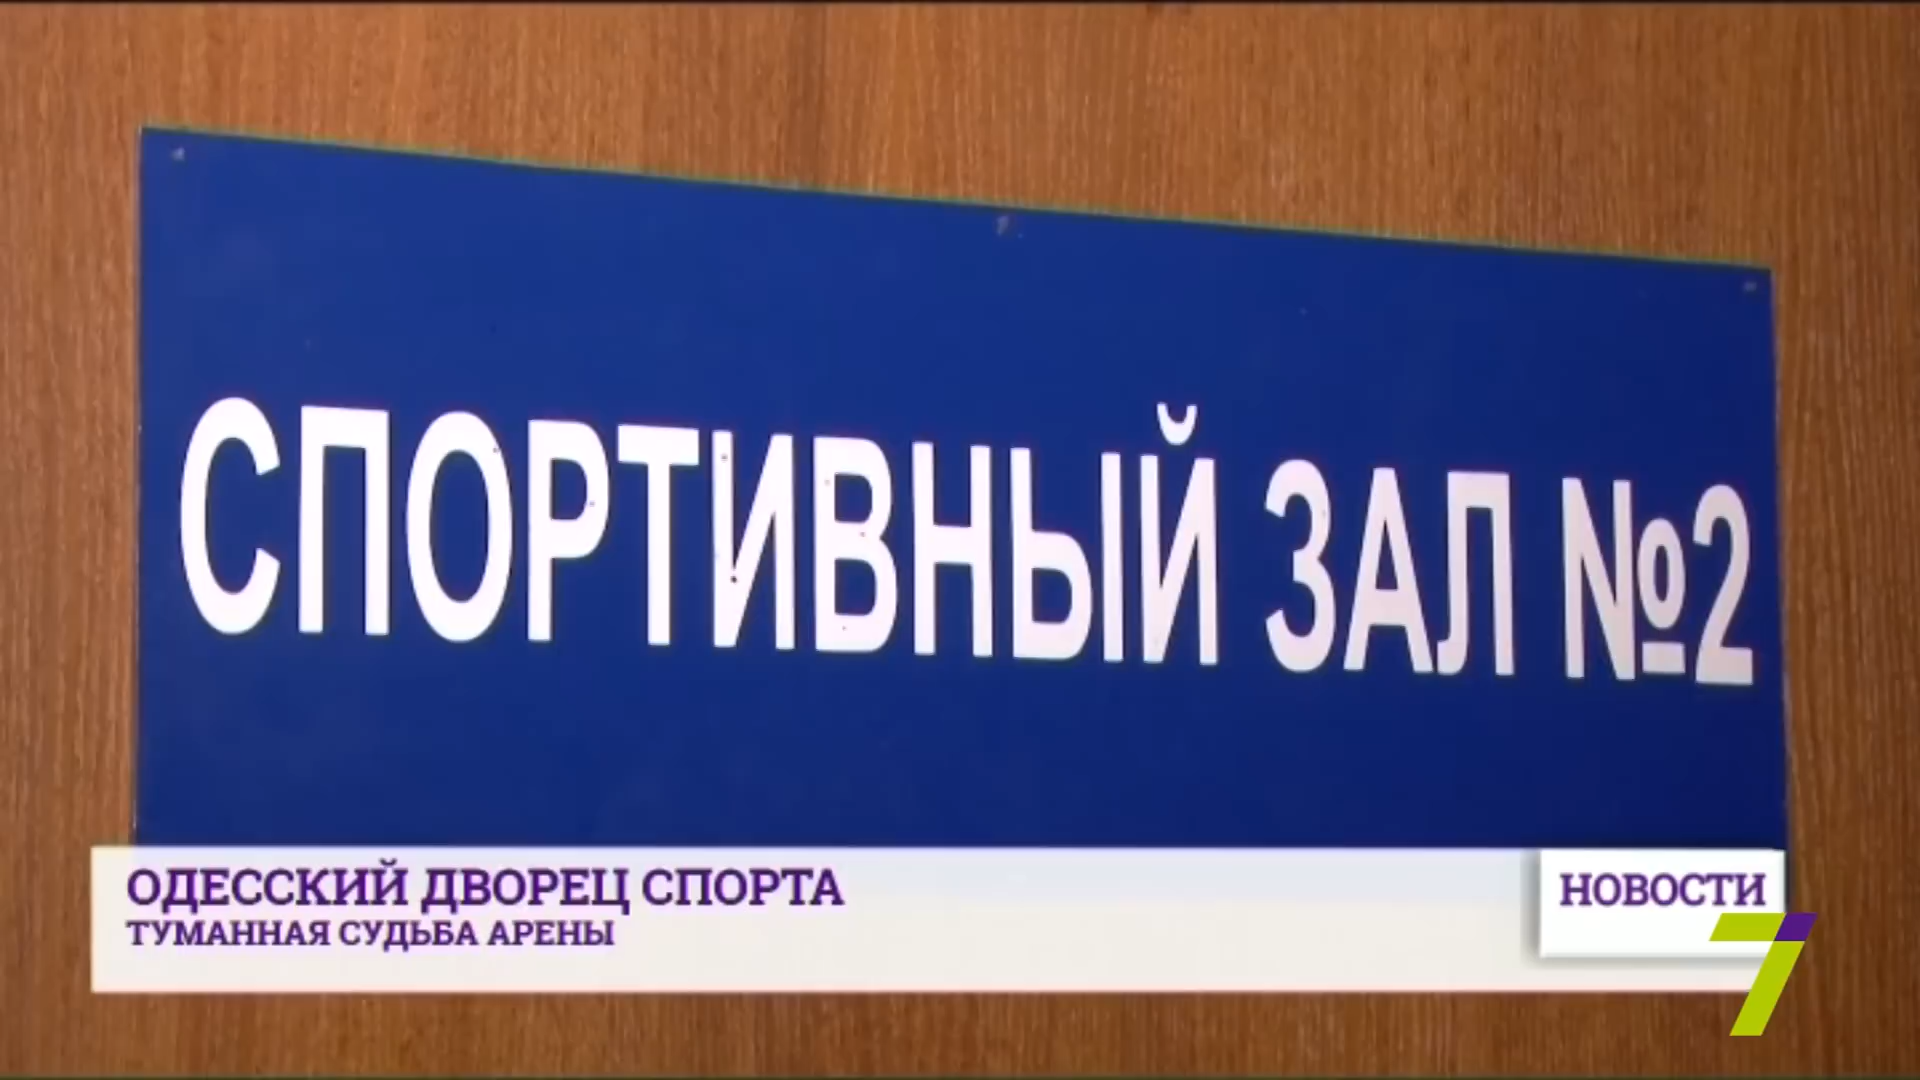 СПОРТИВНЫЙ ЗАЛ №2
ОДЕССКИЙ ДВОРЕЦ СПОРТА
ТУМАННАЯ СУДЬБА АРЕНЫ
НОВОСТИ
7